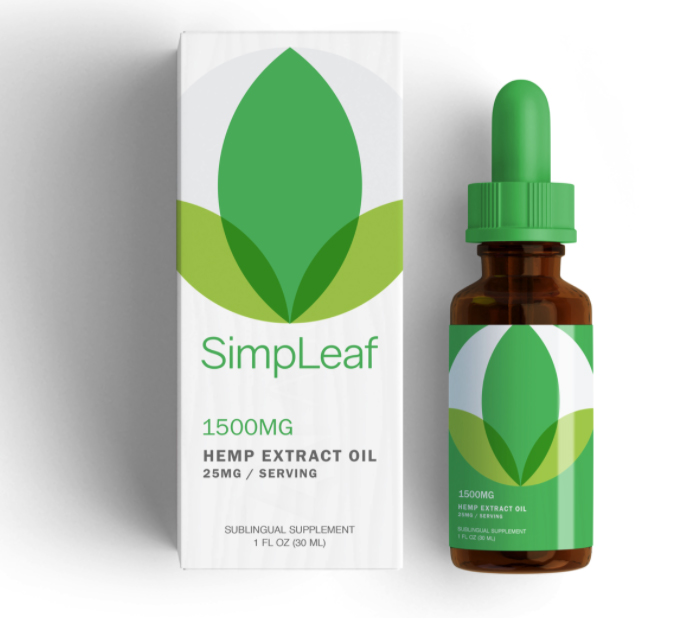 SimpLeaf
1500MG
HEMP EXTRACT OIL
25MG / SERVING
SUBLINGUAL SUPPLEMENT
1 FL OZ (30 ML)
1500MG
HEMP EXTRACT OIL
25MG / SERVING
SUBLINGUAL SUPPLEMENT
1 FL OZ (30 ML)